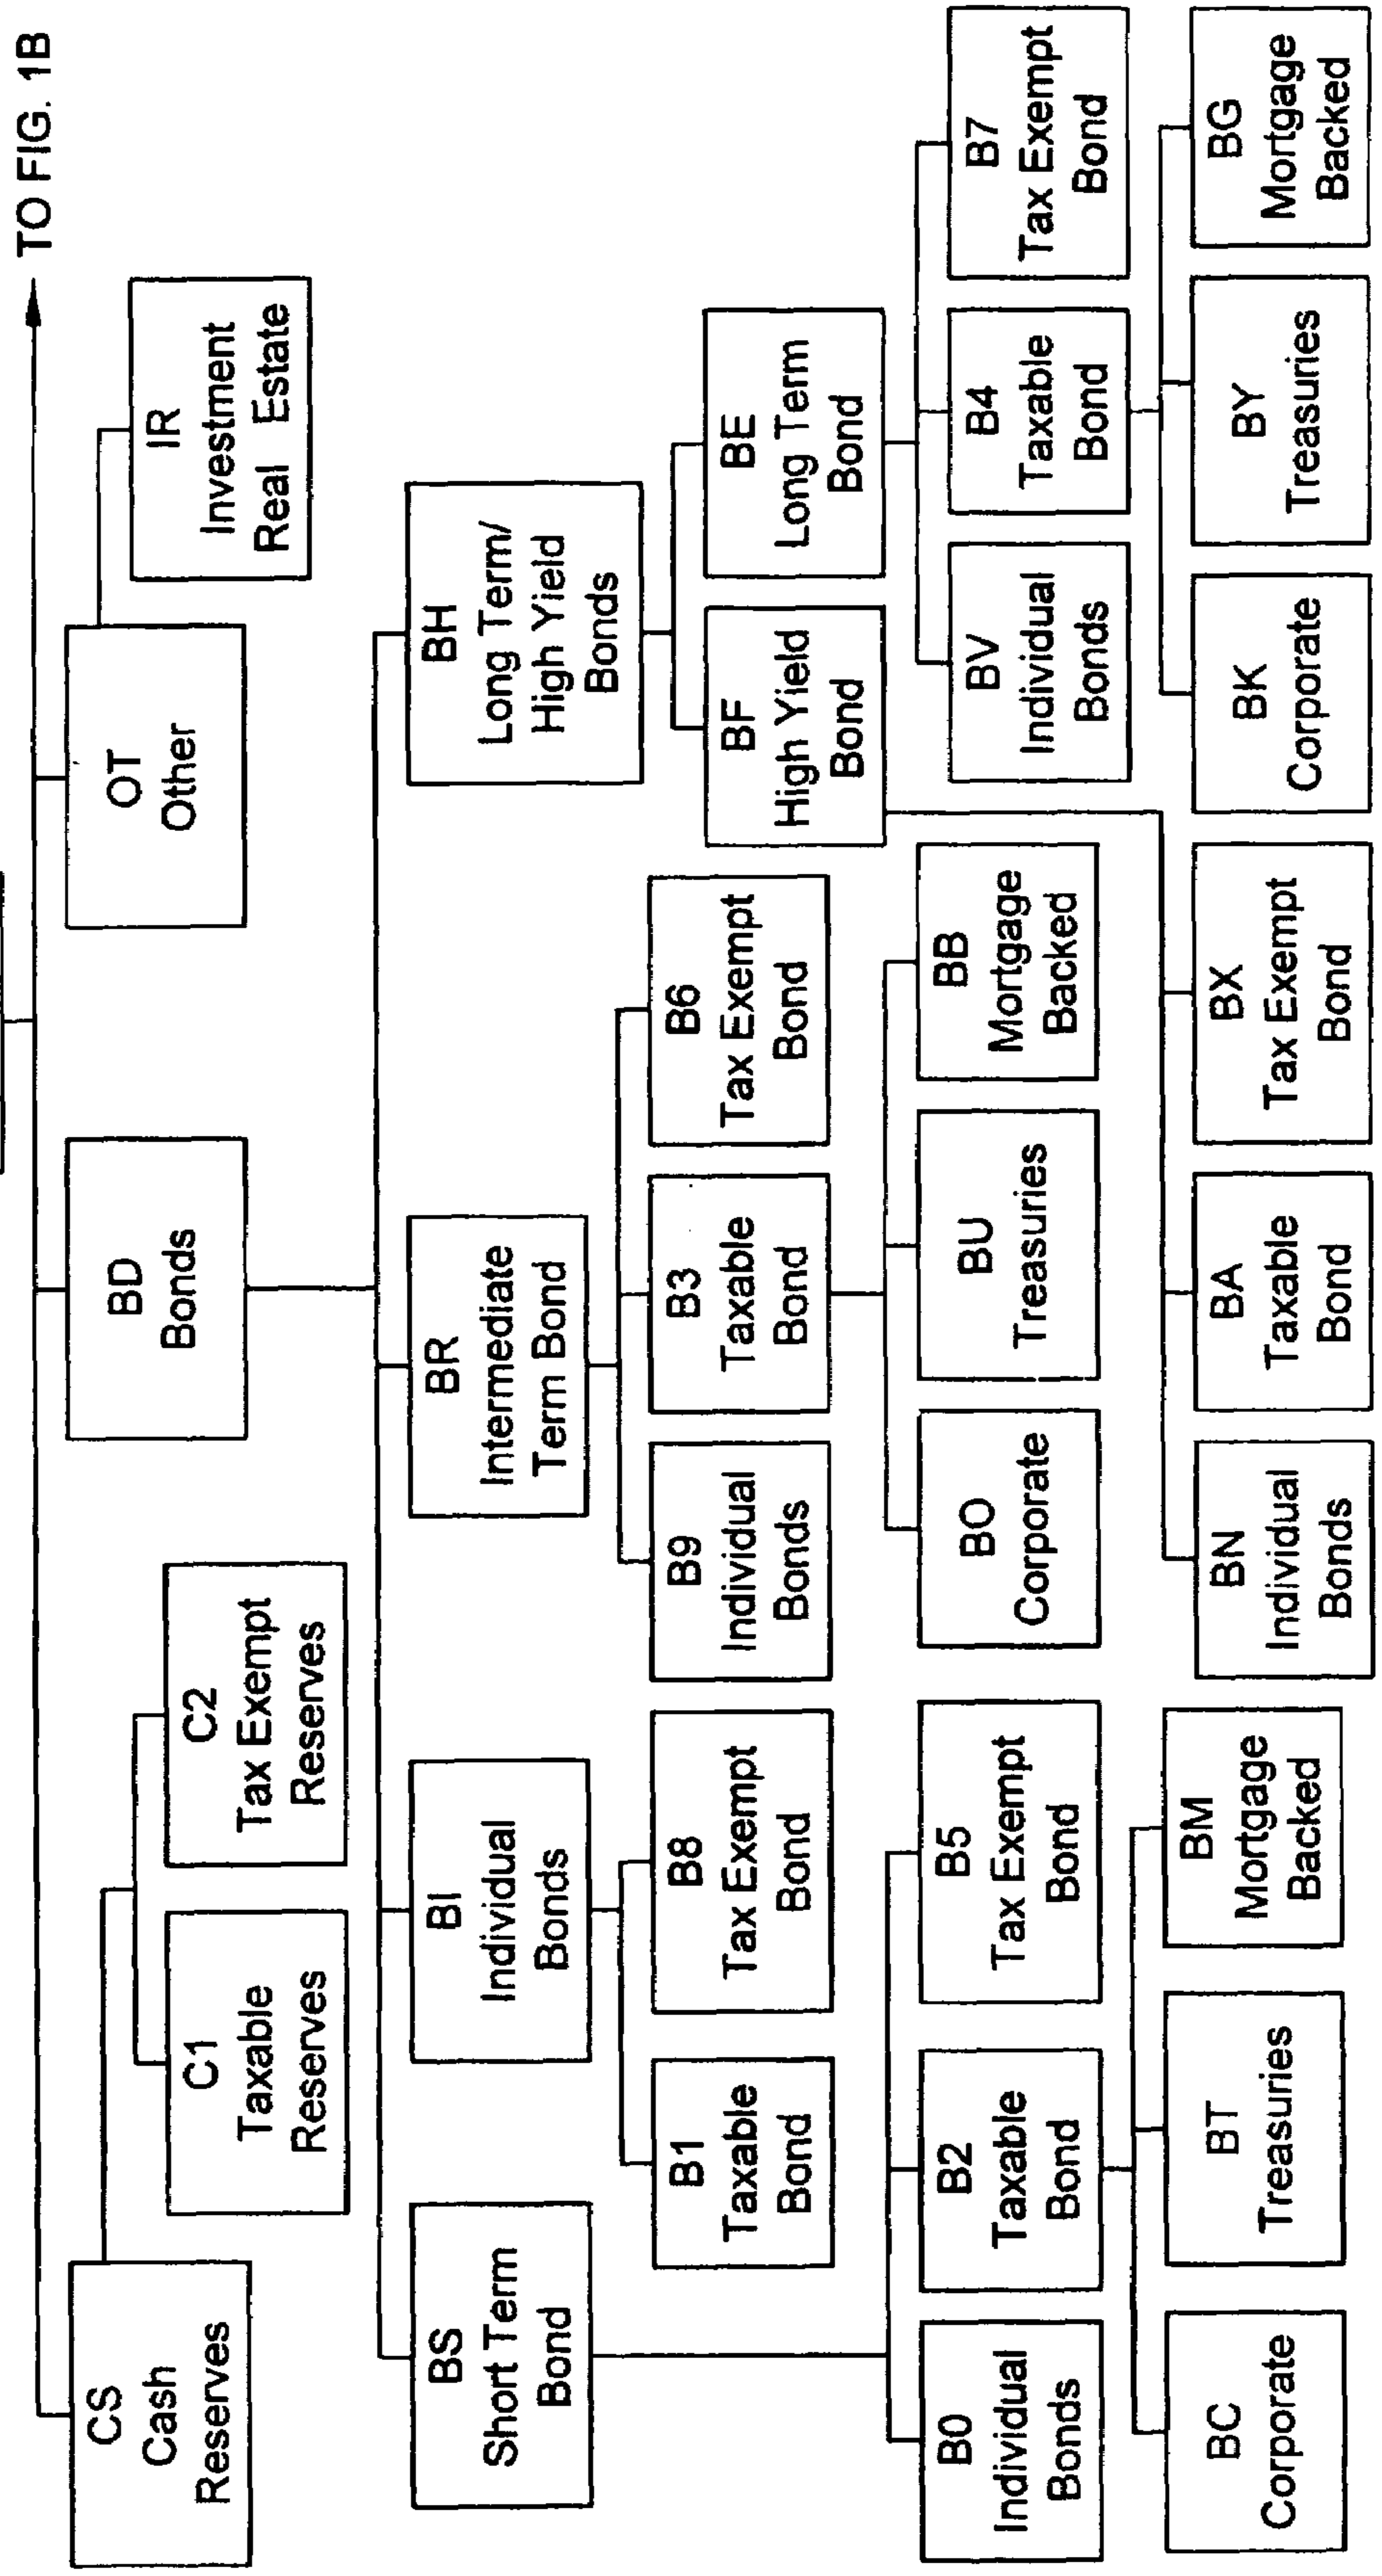 TO FIG. 1B
CS
Cash
Reserves
BD
Bonds
OT
Other
C1
Taxable
Reserves
C2
Tax Exempt
Reserves
IR
Investment
Real Estate
BS
Short Term
Bond
BI
Individual
Bonds
BR
Intermediate
Term Bond
BH
Long Term/
High Yield
Bonds
B1
Taxable
Bond
B8
Tax Exempt
Bond
B9
Individual
Bonds
B3
Taxable
Bond
B6
Tax Exempt
Bond
BF
High Yield
Bond
BE
Long Term
Bond
B0
Individual
Bonds
B2
Taxable
Bond
B5
Tax Exempt
Bond
BO
Corporate
BU
Treasuries
BB
Mortgage
Backed
BV
Individual
Bonds
B4
Taxable
Bond
B7
Tax Exempt
Bond
BC
Corporate
BT
Treasuries
BM
Mortgage
Backed
BN
Individual
Bonds
BA
Taxable
Bond
BX
Tax Exempt
Bond
BK
Corporate
BY
Treasuries
BG
Mortgage
Backed